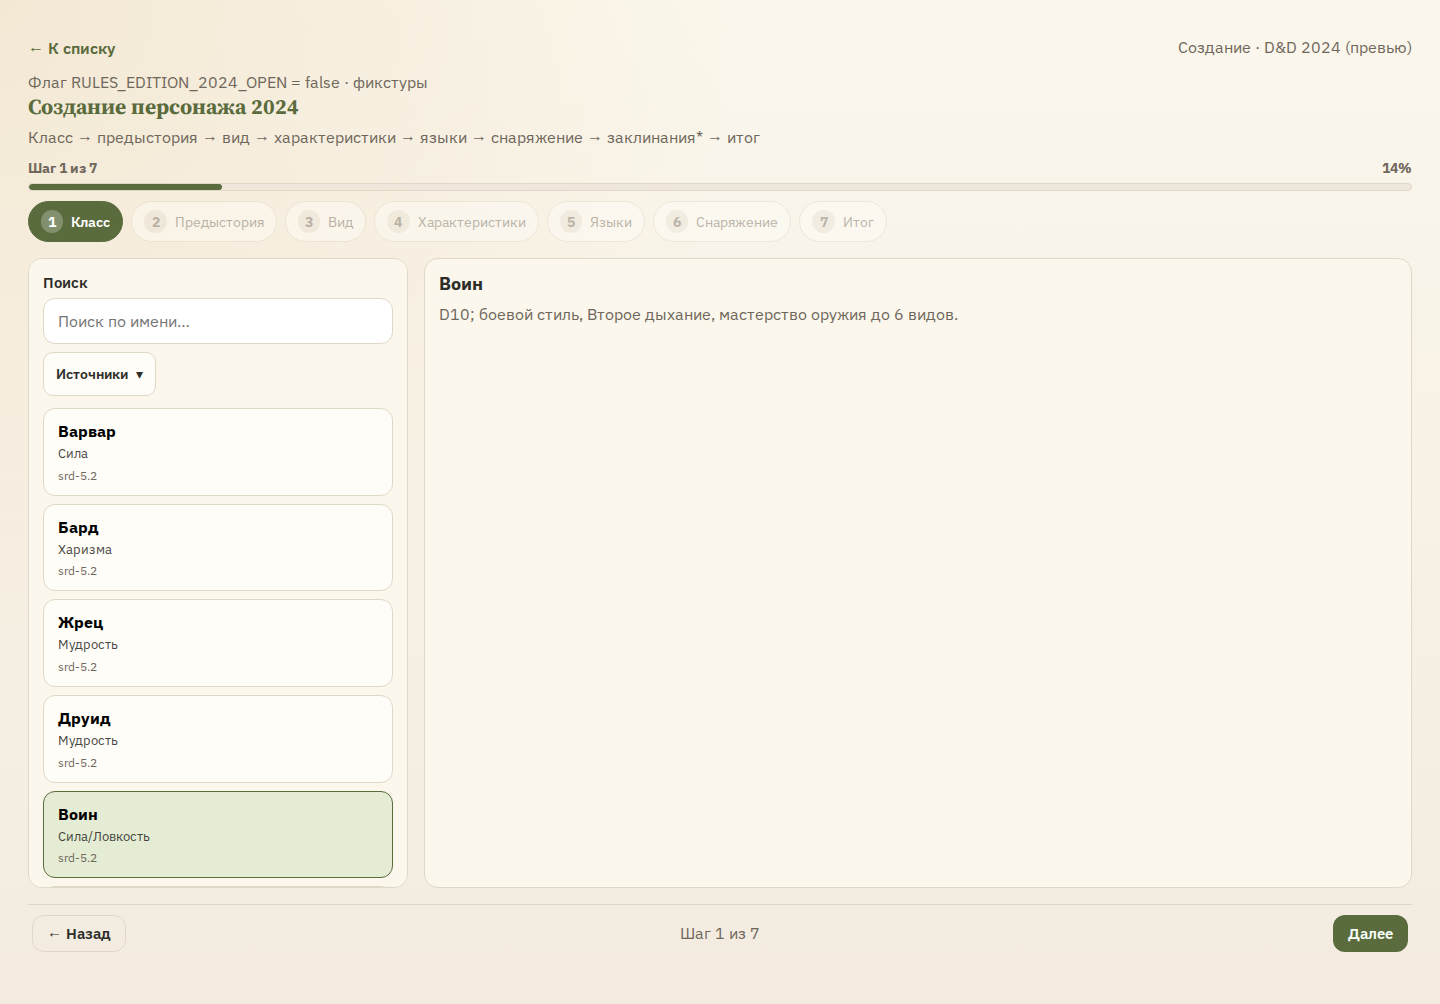 ← К списку
Создание · D&D 2024 (превью)
Флаг RULES_EDITION_2024_OPEN = false · фикстуры
Создание персонажа 2024
Класс → предыстория → вид → характеристики → языки → снаряжение → заклинания* → итог
Шаг 1 из 7
14%
1 Класс
2 Предыстория
3 Вид
4 Характеристики
5 Языки
6 Снаряжение
7 Итог
Поиск
Поиск по имени...
Источники ▾
Варвар
Сила
srd-5.2
Бард
Харизма
srd-5.2
Жрец
Мудрость
srd-5.2
Друид
Мудрость
srd-5.2
Воин
Сила/Ловкость
srd-5.2
Воин
D10; боевой стиль, Второе дыхание, мастерство оружия до 6 видов.
← Назад
Шаг 1 из 7
Далее